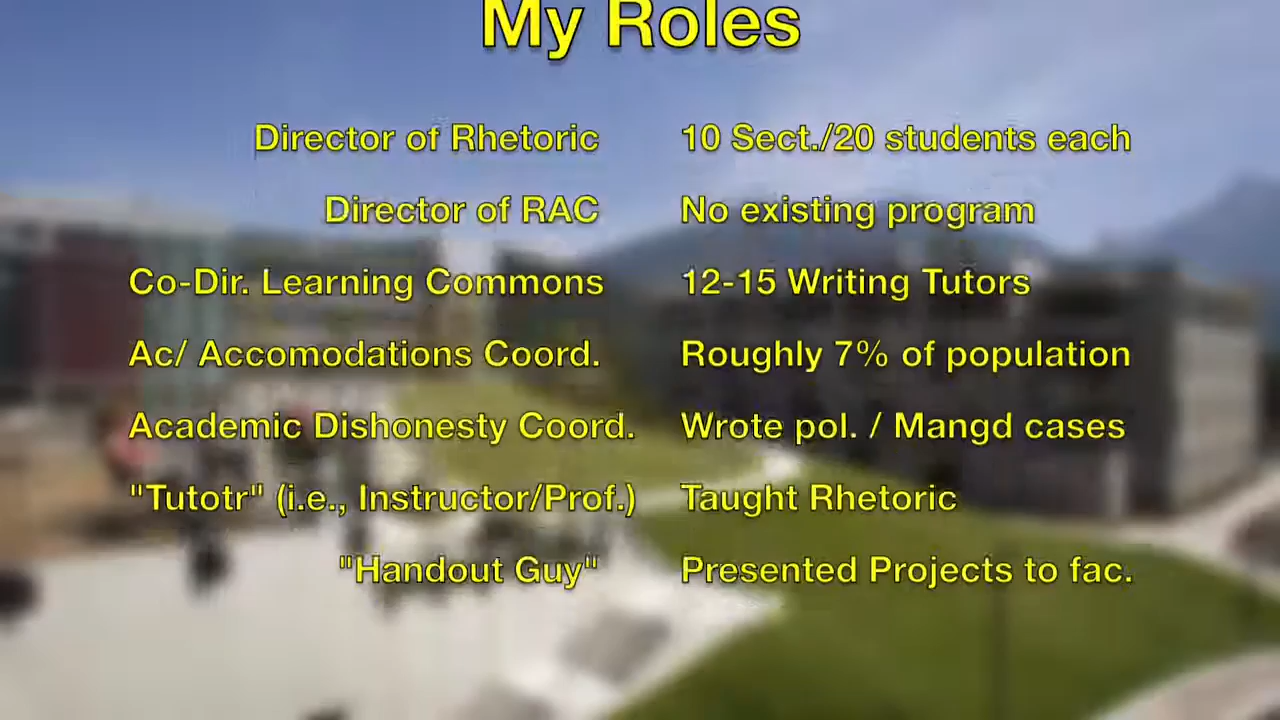 My Roles
Director of Rhetoric 10 Sect./20 students each
Director of RAC No existing program
Co-Dir. Learning Commons 12-15 Writing Tutors
Ac/ Accomodations Coord. Roughly 7% of population
Academic Dishonesty Coord. Wrote pol. / Mangd cases
"Tutotr" (i.e., Instructor/Prof.) Taught Rhetoric
"Handout Guy" Presented Projects to fac.